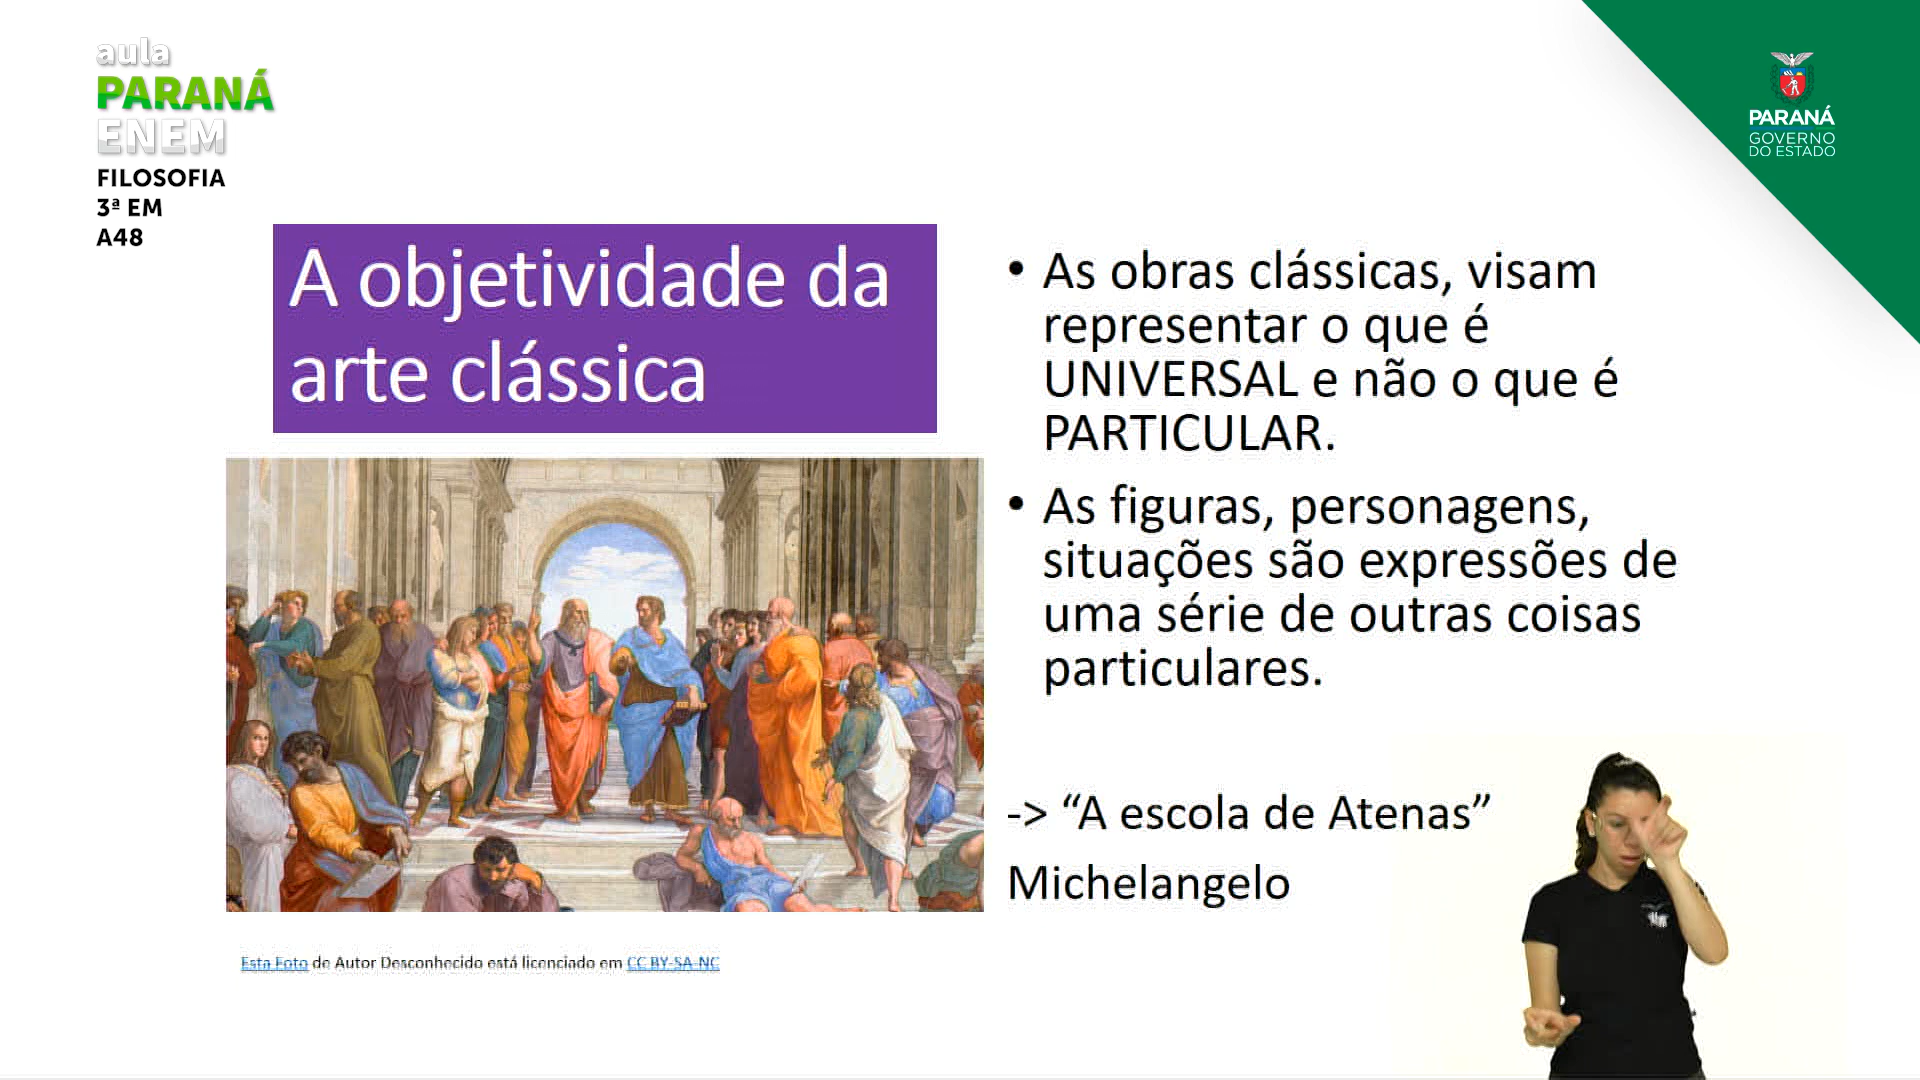 aula
PARANÁ
ENEM
FILOSOFIA
3ª EM
A48
PARANÁ
GOVERNO
DO ESTADO
A objetividade da
arte clássica
• As obras clássicas, visam
representar o que é
UNIVERSAL e não o que é
PARTICULAR.
• As figuras, personagens,
situações são expressões de
uma série de outras coisas
particulares.
-> “A escola de Atenas”
Michelangelo
Esta Foto de Autor Desconhecido está licenciado em CC BY-SA-NC